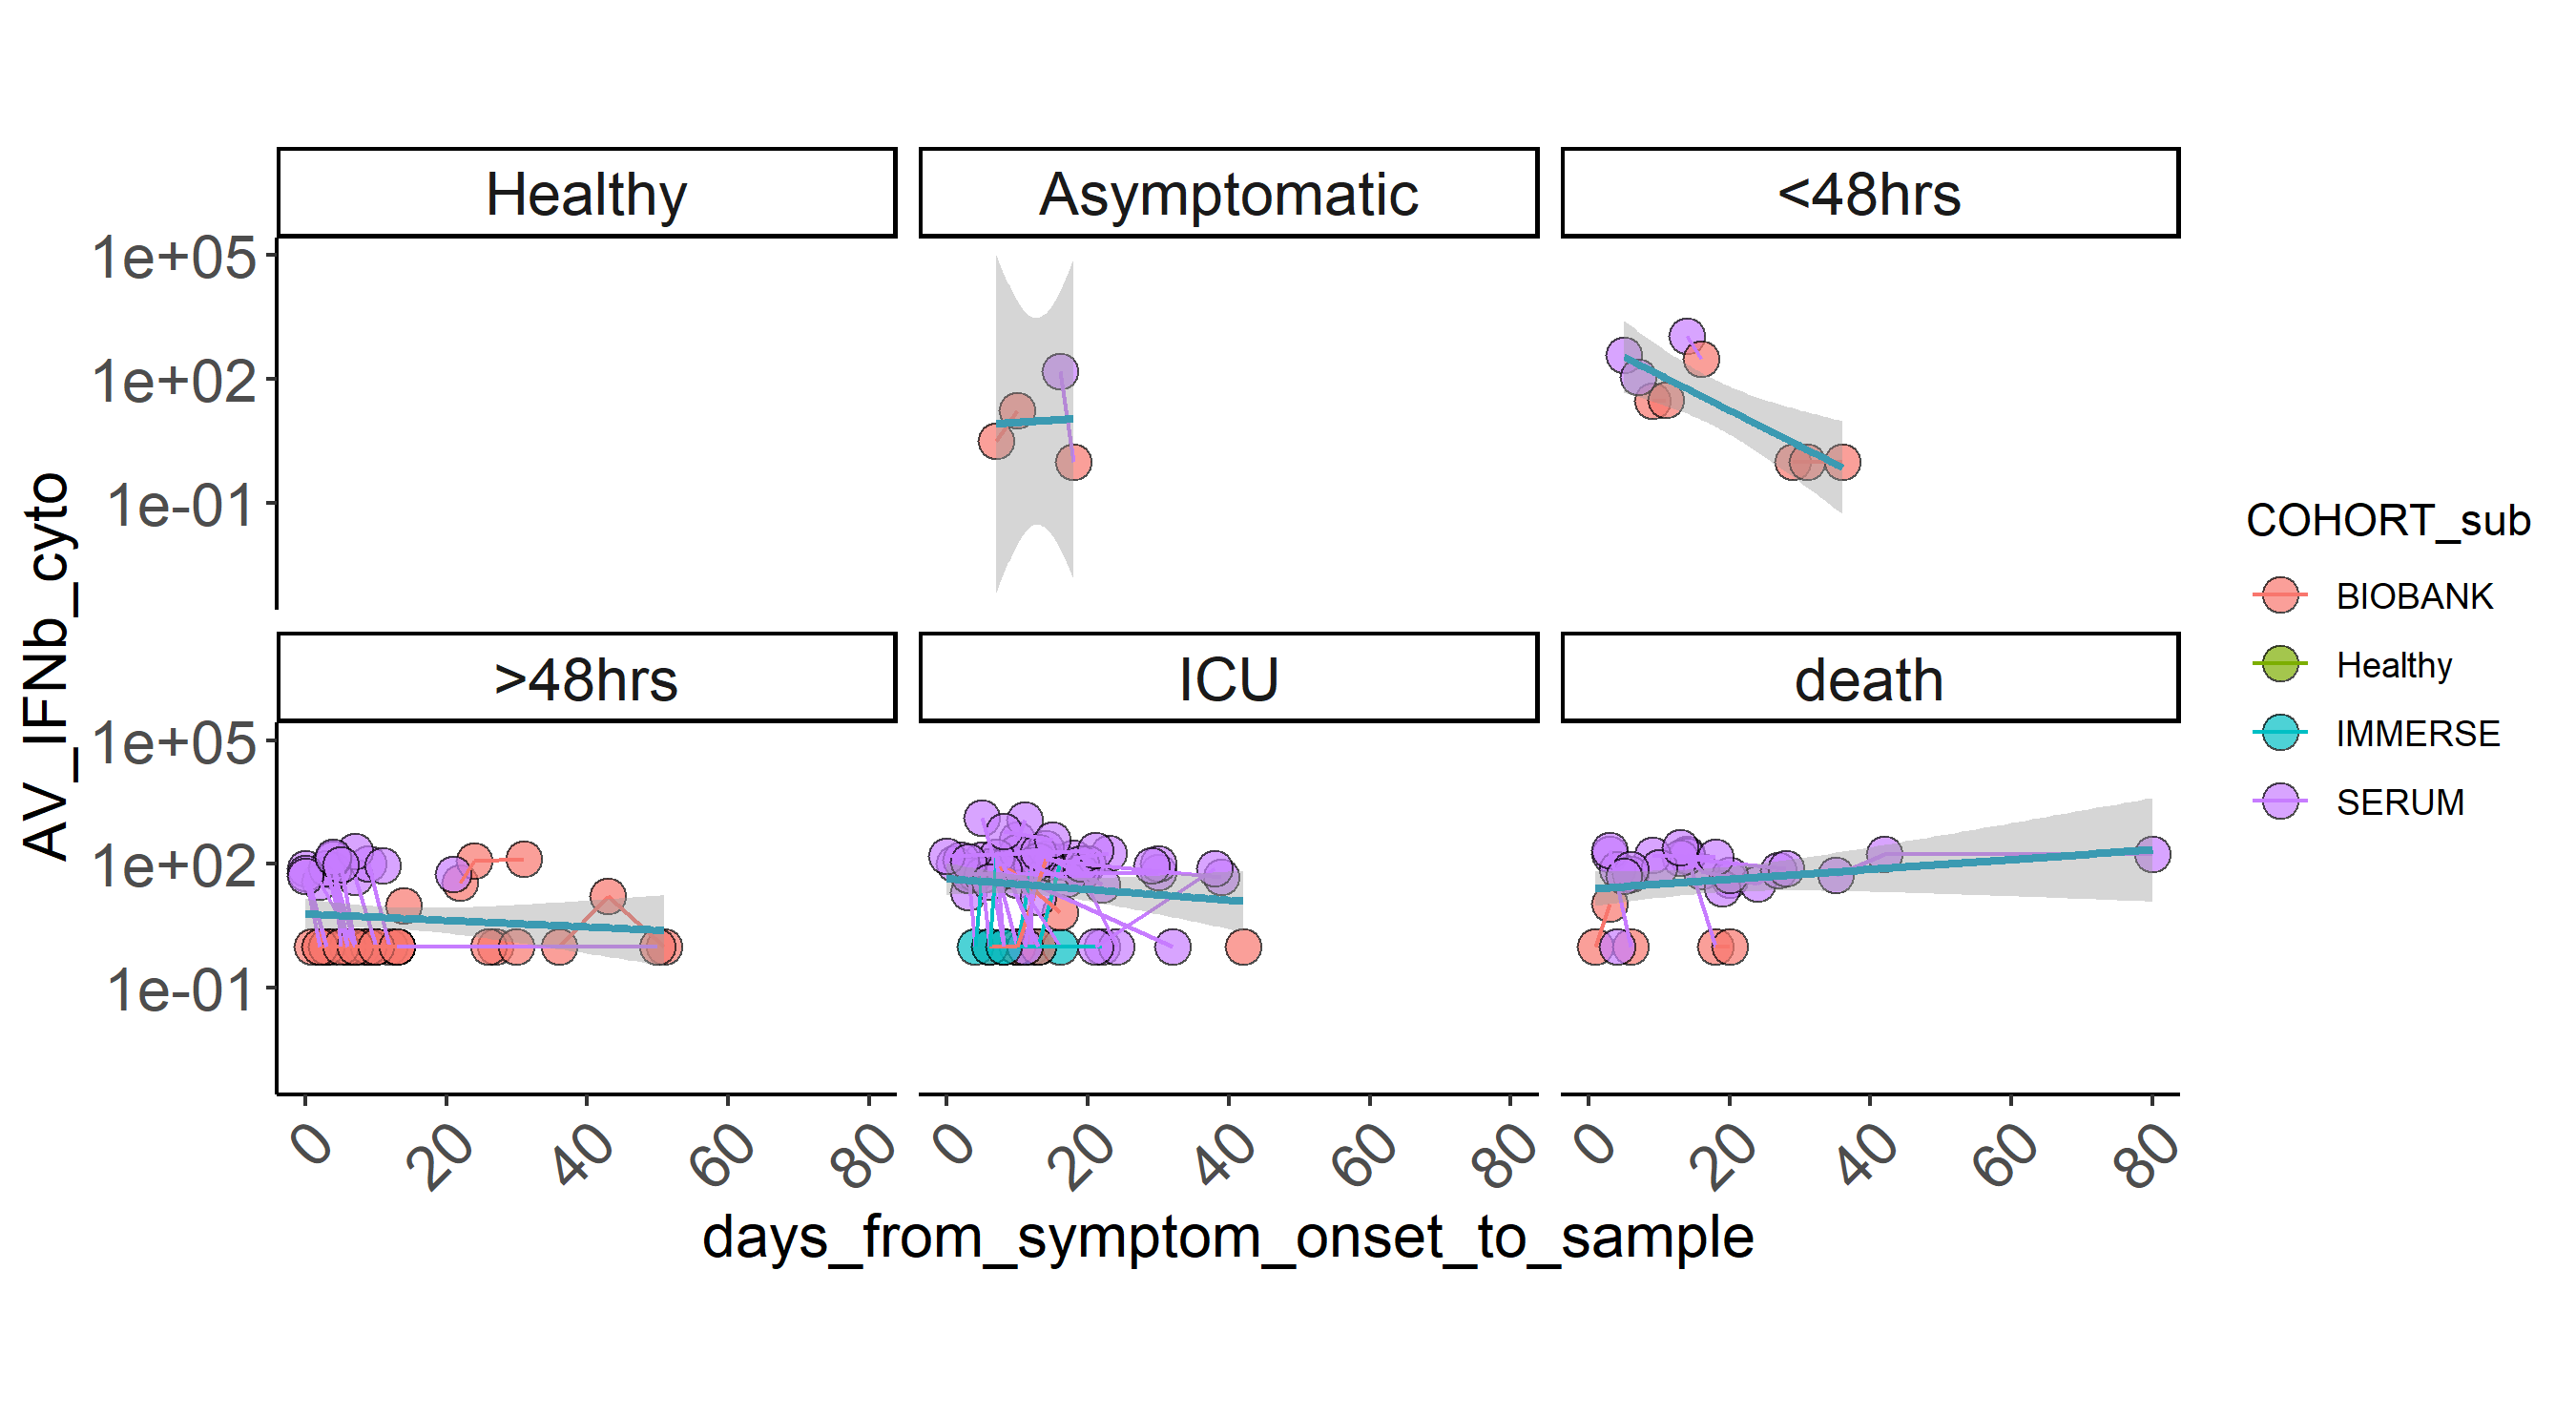 Healthy
Asymptomatic
<48hrs
1e+05
1e+02
1e-01
>48hrs
ICU
death
1e+05
1e+02
1e-01
0 20 40 60 80
0 20 40 60 80
0 20 40 60 80
days_from_symptom_onset_to_sample
AV_IFNb_cyto
COHORT_sub
BIOBANK
Healthy
IMMERSE
SERUM